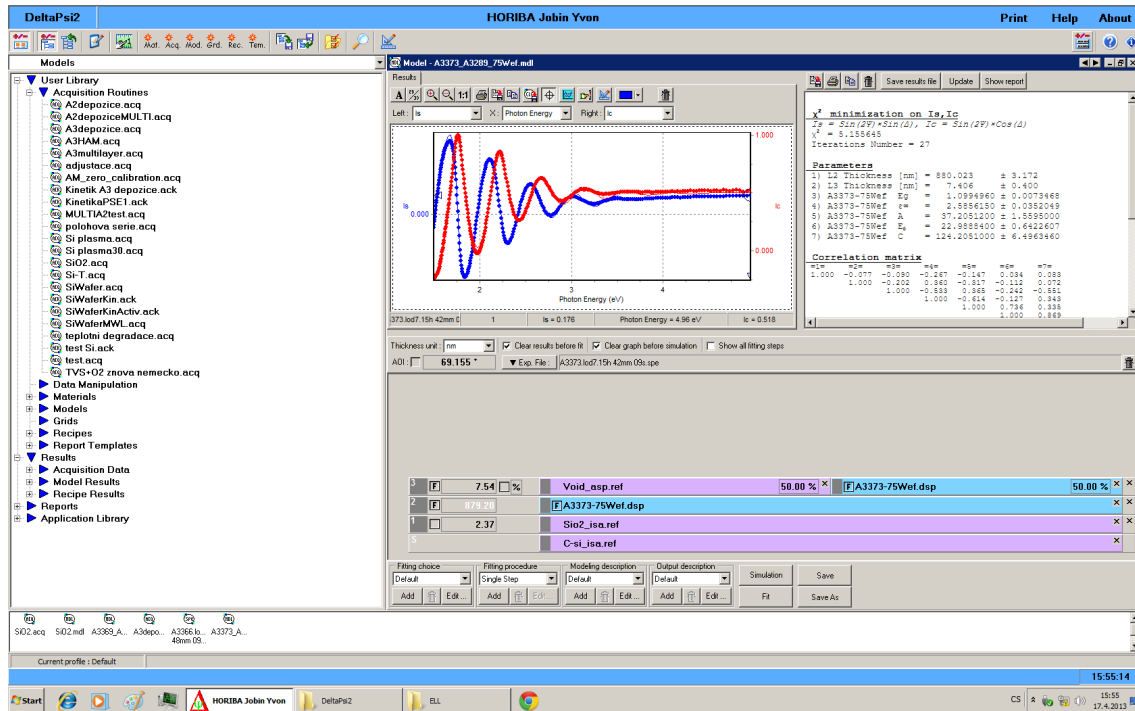 DeltaPsi2 HORIBA Jobin Yvon Print Help About
Mat. Acq. Mod. Grd. Rec. Tem.
Models
User Library
Acquisition Routines
A2depozice.acq
A2depoziceMULTI.acq
A3depozice.acq
A3HAM.acq
A3multilayer.acq
adjustace.acq
AM_zero_calibration.acq
Kinetik A3 depozice.ack
KinetikaPSE1.ack
MULTIA2test.acq
polohova serie.acq
Si plasma.acq
Si plasma30.acq
SiO2.acq
Si-T.acq
SiWafer.acq
SiWaferKin.ack
SiWaferKinActiv.ack
SiWaferMWL.acq
teplotni degradace.acq
test Si.ack
test.acq
TVS+O2 znova nemecko.acq
Data Manipulation
Materials
Models
Grids
Recipes
Report Templates
Results
Acquisition Data
Model Results
Recipe Results
Reports
Application Library
Model - A3373_A3289_75Wef.mdl
Results
A 1:1
Left : Is X : Photon Energy Right : Ic
1.000
Is 0.000 Ic
-0.000
2 3 4
Photon Energy (eV)
373.lod7.15h 42mm 0 1 Is = 0.176 Photon Energy = 4.96 eV Ic = 0.518
Save results file Update Show report
χ² minimization on Is,Ic
Is = Sin(2Ψ)×Sin(Δ), Ic = Sin(2Ψ)×Cos(Δ)
χ² = 5.155645
Iterations Number = 27
Parameters
1) L2 Thickness [nm] = 880.023 ± 3.172
2) L3 Thickness [nm] = 7.406 ± 0.400
3) A3373-75Wef Eg = 1.0994960 ± 0.0073468
4) A3373-75Wef ε∞ = 2.5856150 ± 0.0352049
5) A3373-75Wef A = 37.2051200 ± 1.5595000
6) A3373-75Wef E₀ = 22.9888400 ± 0.6422607
7) A3373-75Wef C = 124.2051000 ± 6.4963460
Correlation matrix
=1= =2= =3= =4= =5= =6= =7=
1.000 -0.077 -0.090 -0.267 -0.147 0.034 0.083
1.000 -0.202 0.360 -0.317 -0.112 0.072
1.000 -0.533 0.365 -0.242 -0.551
1.000 -0.614 -0.127 0.343
1.000 0.736 0.335
1.000 0.869
Thickness unit : nm Clear results before fit Clear graph before simulation Show all fitting steps
AOI : 69.155 ° Exp. File : A3373.lod7.15h 42mm 09s.spe
3 F 7.54 % Void_asp.ref 50.00 % F A3373-75Wef.dsp 50.00 %
2 F 879.20 F A3373-75Wef.dsp
1 2.37 Sio2_isa.ref
S C-si_isa.ref
Fitting choice Fitting procedure Modeling description Output description
Default Single Step Default Default Simulation Save
Add Edit ... Add Edit ... Add Edit ... Add Edit ... Fit Save As
SiO2.acq SiO2.mdl A3369_A... A3depo... A3366.lo... A3373_A...
48mm 09...
Current profile : Default
15:55:14
Start HORIBA Jobin Yvon DeltaPsi2 ELL CS 15:55
17.4.2013